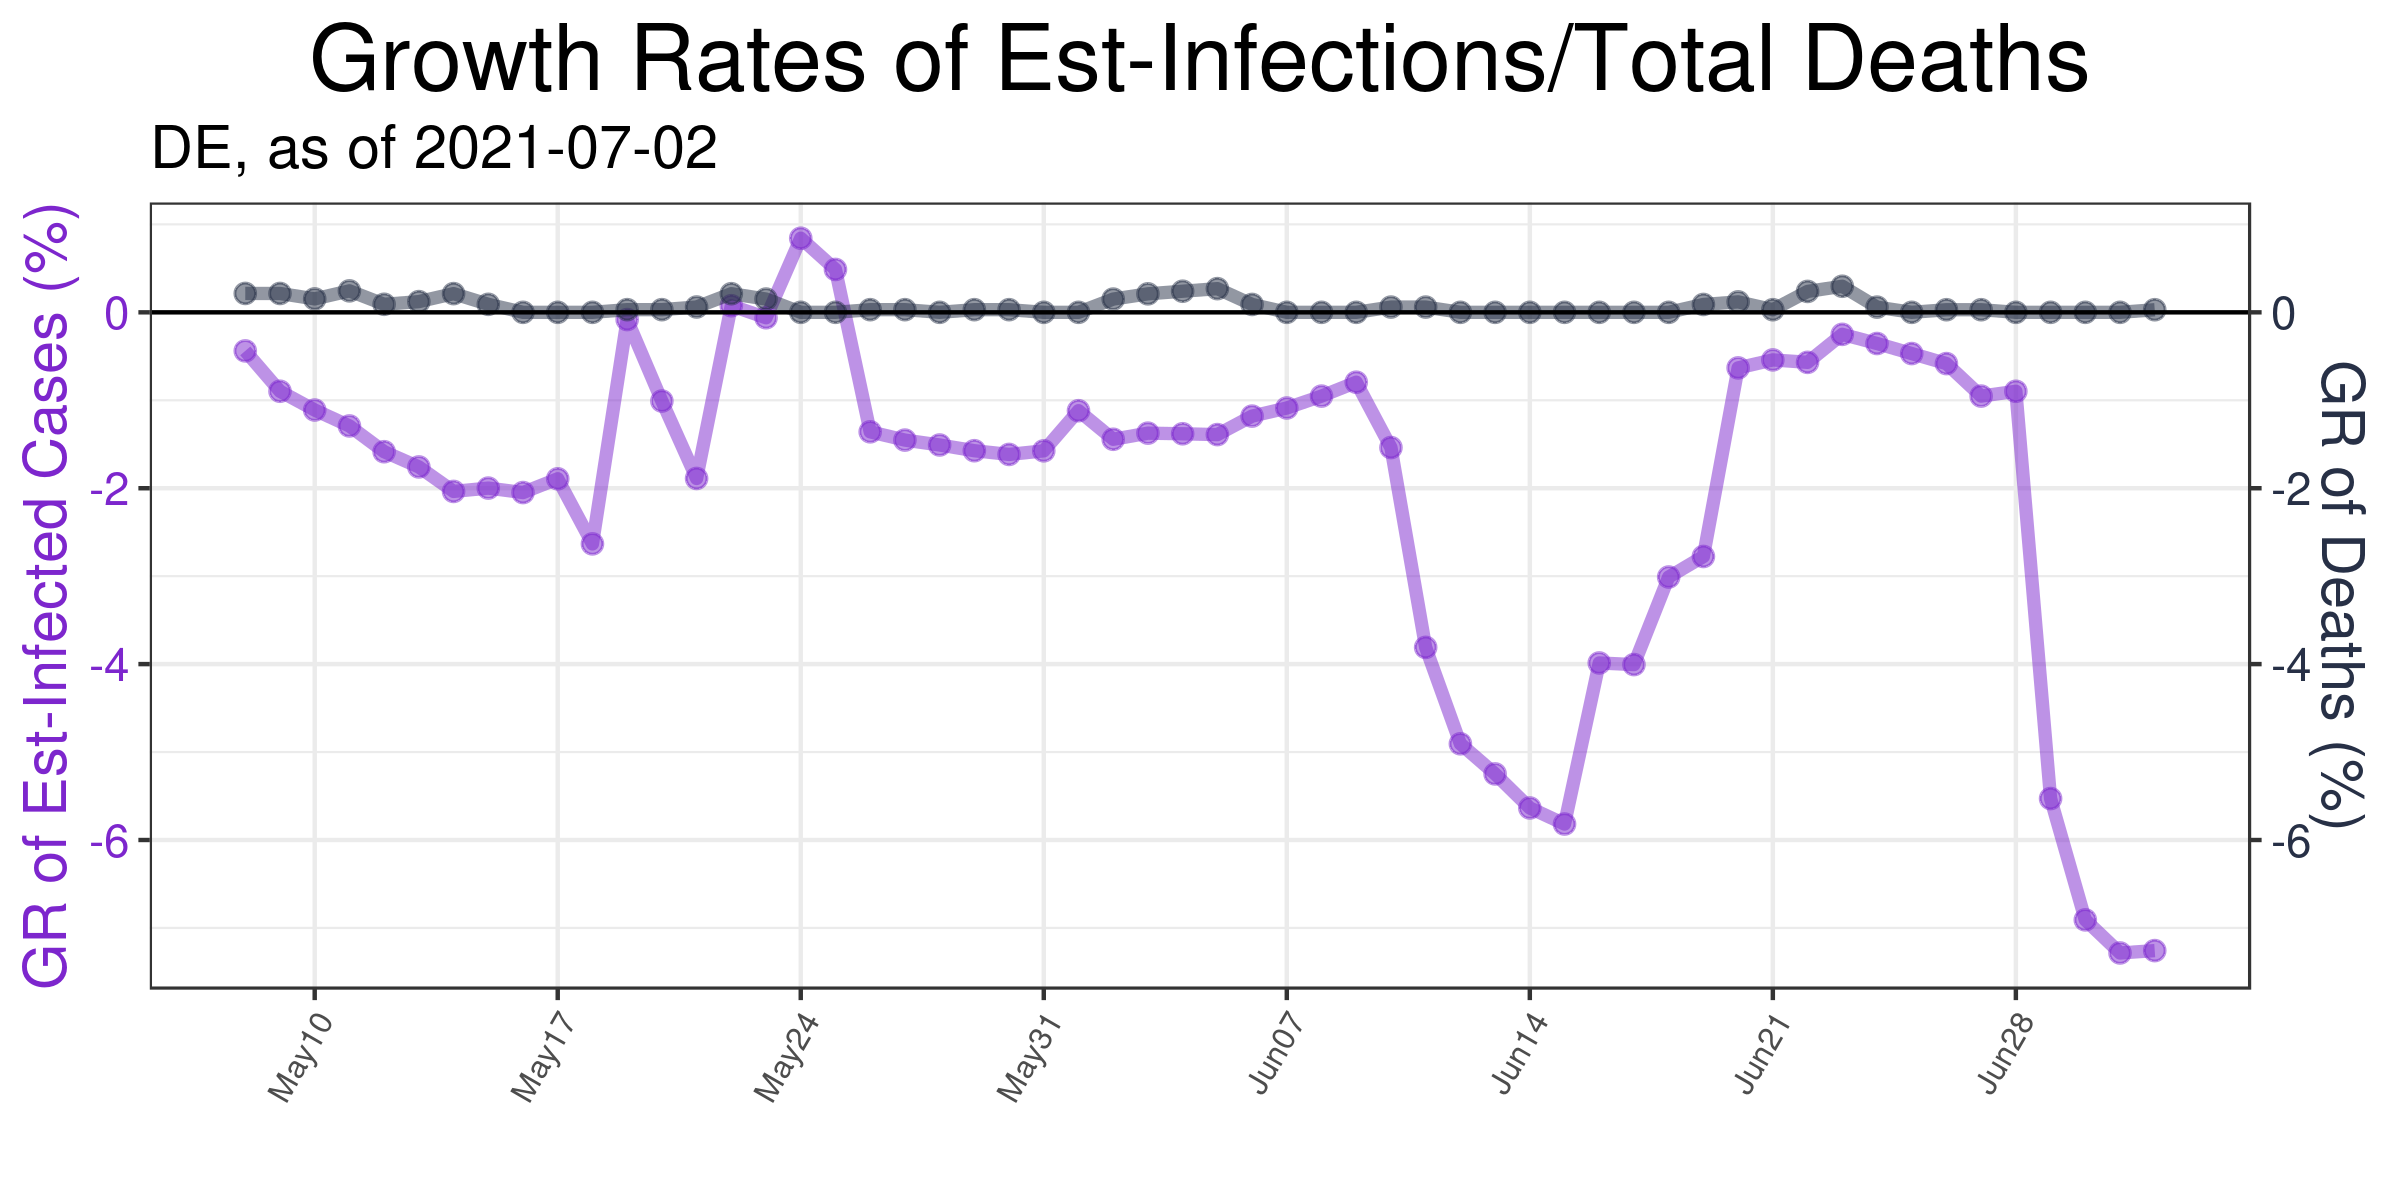 Growth Rates of Est-Infections/Total Deaths
DE, as of 2021-07-02
GR of Est-Infected Cases (%)
0
-2
-4
-6
0
-2
-4
-6
GR of Deaths (%)
May10
May17
May24
May31
Jun07
Jun14
Jun21
Jun28